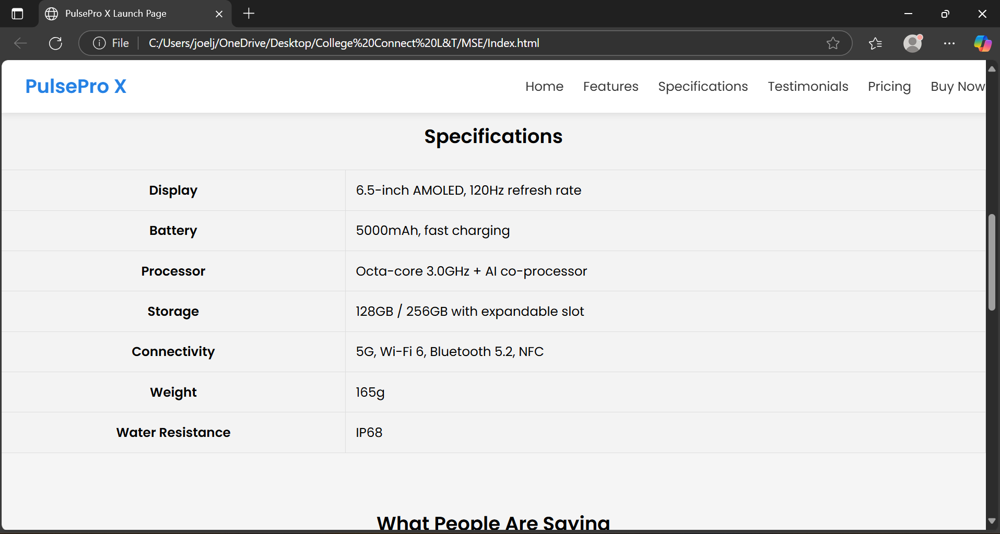 PulsePro X Launch Page
File C:/Users/joelj/OneDrive/Desktop/College%20Connect%20L&T/MSE/Index.html
PulsePro X Home Features Specifications Testimonials Pricing Buy Now
Specifications
Display 6.5-inch AMOLED, 120Hz refresh rate
Battery 5000mAh, fast charging
Processor Octa-core 3.0GHz + AI co-processor
Storage 128GB / 256GB with expandable slot
Connectivity 5G, Wi-Fi 6, Bluetooth 5.2, NFC
Weight 165g
Water Resistance IP68
What People Are Saying